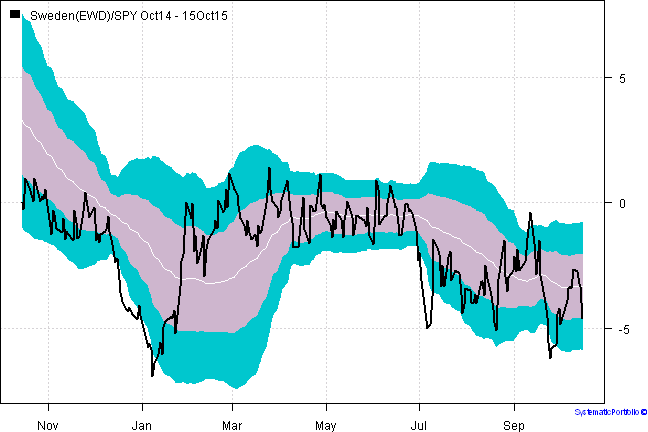 Sweden(EWD)/SPY Oct14 - 15Oct15
5
0
-5
Nov Jan Mar May Jul Sep
SystematicPortfolio ©